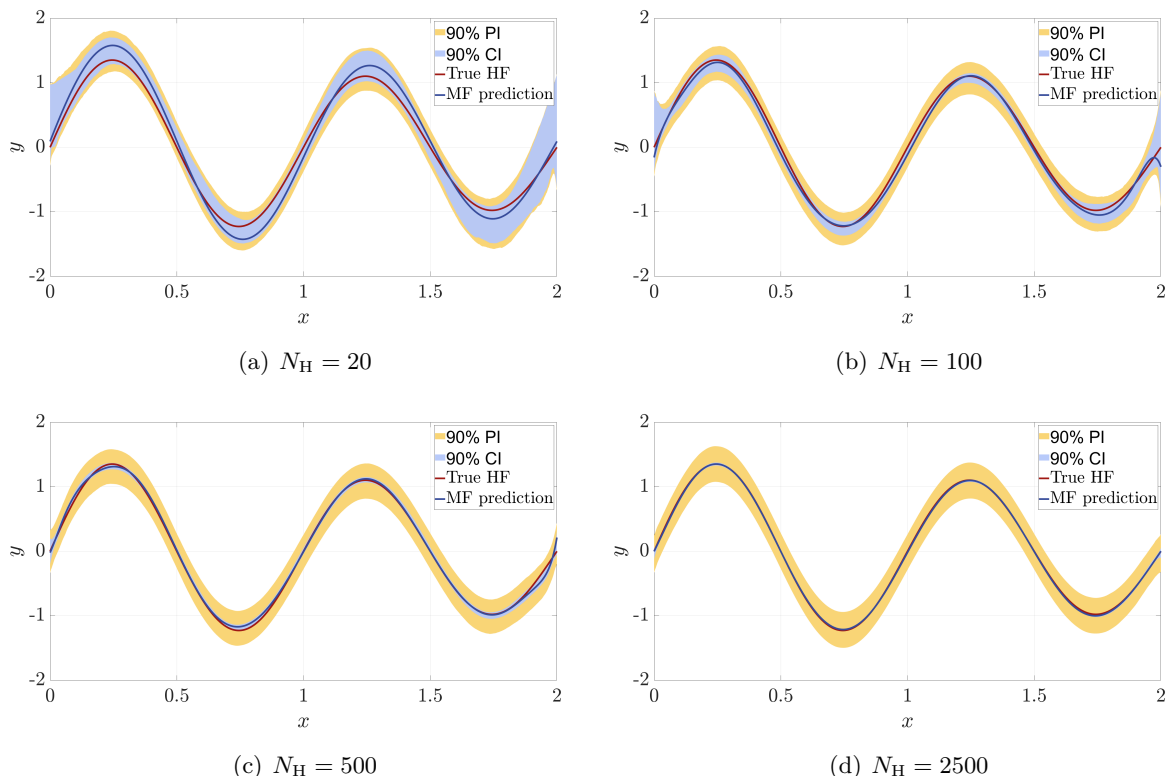 2
1
0
-1
-2
y
0
0.5
1
1.5
2
x
90% PI
90% CI
True HF
MF prediction
(a) N_H = 20
2
1
0
-1
-2
y
0
0.5
1
1.5
2
x
90% PI
90% CI
True HF
MF prediction
(b) N_H = 100
2
1
0
-1
-2
y
0
0.5
1
1.5
2
x
90% PI
90% CI
True HF
MF prediction
(c) N_H = 500
2
1
0
-1
-2
y
0
0.5
1
1.5
2
x
90% PI
90% CI
True HF
MF prediction
(d) N_H = 2500